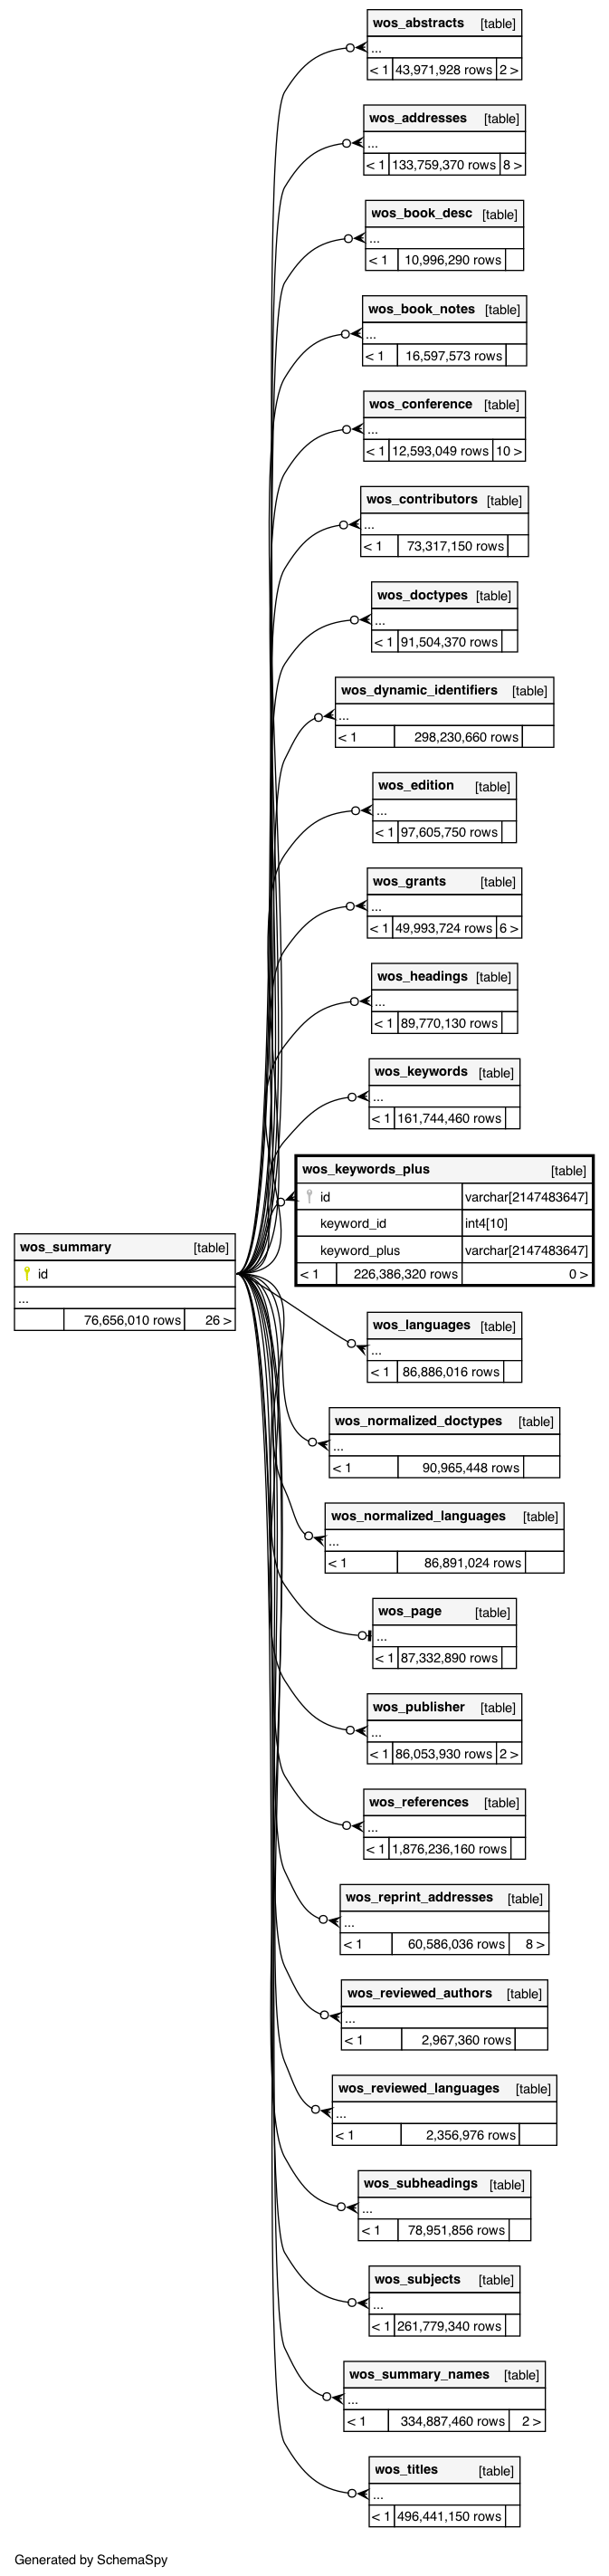 wos_abstracts [table]
...
< 1 43,971,928 rows 2 >
wos_addresses [table]
...
< 1 133,759,370 rows 8 >
wos_book_desc [table]
...
< 1 10,996,290 rows
wos_book_notes [table]
...
< 1 16,597,573 rows
wos_conference [table]
...
< 1 12,593,049 rows 10 >
wos_contributors [table]
...
< 1 73,317,150 rows
wos_doctypes [table]
...
< 1 91,504,370 rows
wos_dynamic_identifiers [table]
...
< 1 298,230,660 rows
wos_edition [table]
...
< 1 97,605,750 rows
wos_grants [table]
...
< 1 49,993,724 rows 6 >
wos_headings [table]
...
< 1 89,770,130 rows
wos_keywords [table]
...
< 1 161,744,460 rows
wos_keywords_plus [table]
id varchar[2147483647]
keyword_id int4[10]
keyword_plus varchar[2147483647]
< 1 226,386,320 rows 0 >
wos_summary [table]
id
...
76,656,010 rows 26 >
wos_languages [table]
...
< 1 86,886,016 rows
wos_normalized_doctypes [table]
...
< 1 90,965,448 rows
wos_normalized_languages [table]
...
< 1 86,891,024 rows
wos_page [table]
...
< 1 87,332,890 rows
wos_publisher [table]
...
< 1 86,053,930 rows 2 >
wos_references [table]
...
< 1 1,876,236,160 rows
wos_reprint_addresses [table]
...
< 1 60,586,036 rows 8 >
wos_reviewed_authors [table]
...
< 1 2,967,360 rows
wos_reviewed_languages [table]
...
< 1 2,356,976 rows
wos_subheadings [table]
...
< 1 78,951,856 rows
wos_subjects [table]
...
< 1 261,779,340 rows
wos_summary_names [table]
...
< 1 334,887,460 rows 2 >
wos_titles [table]
...
< 1 496,441,150 rows
Generated by SchemaSpy